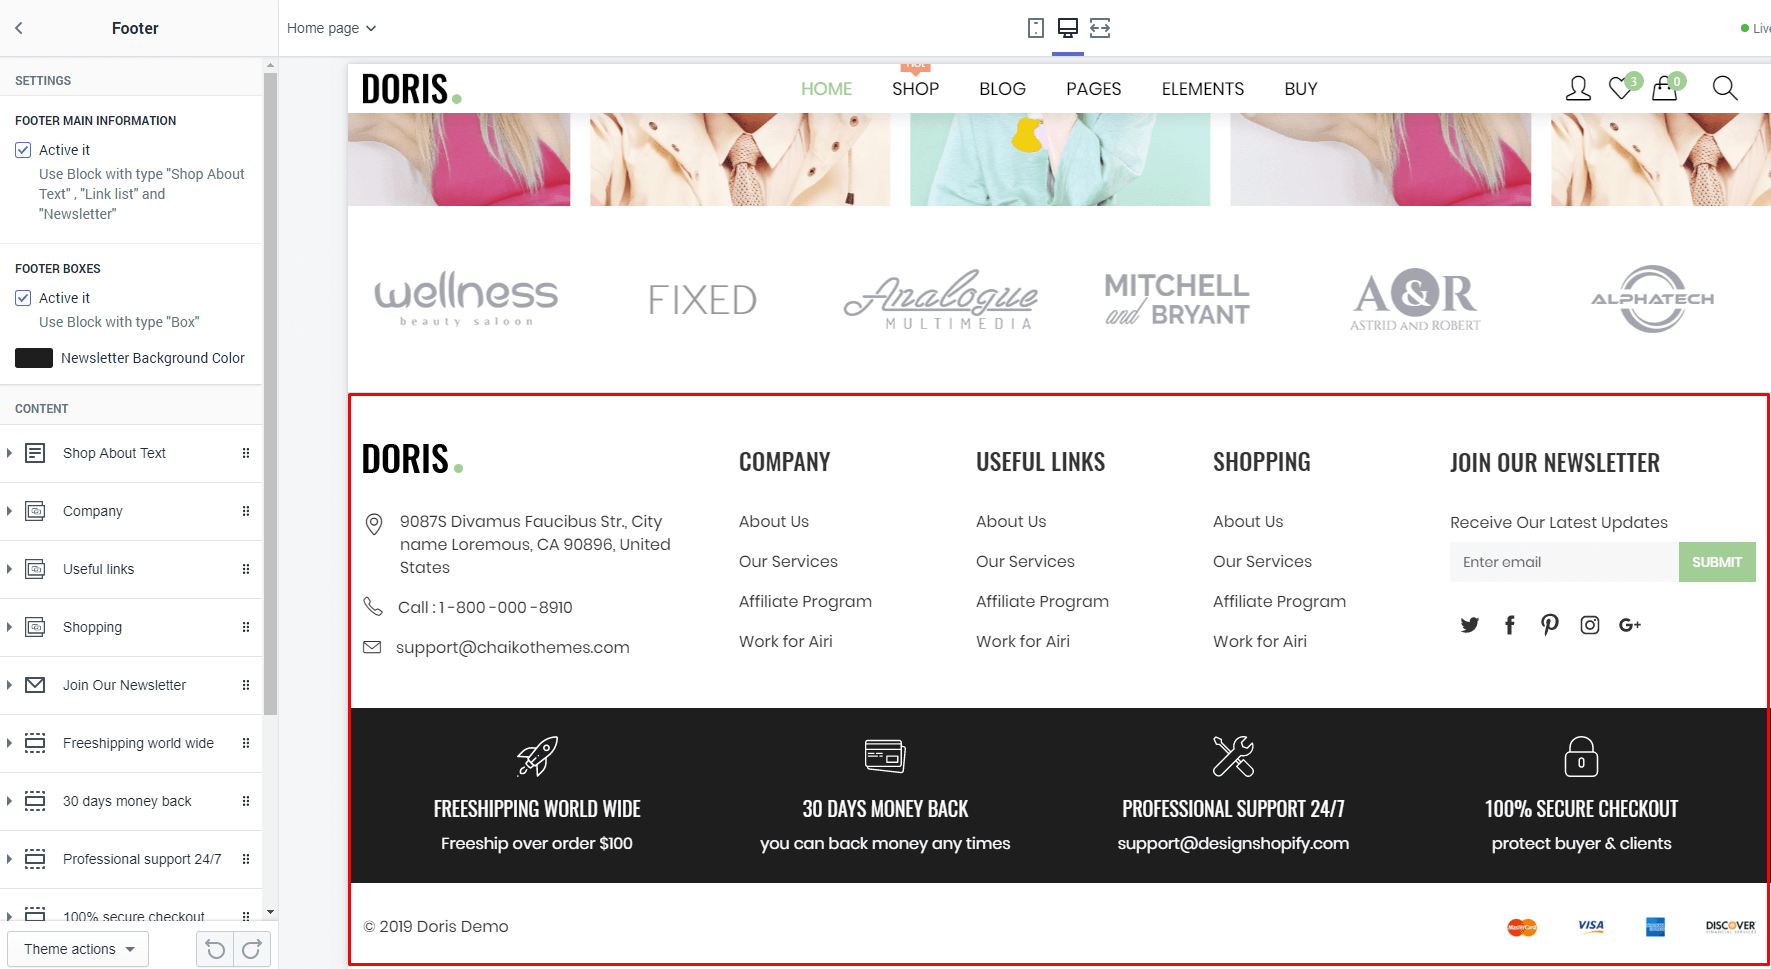 Footer
Home page
Live
SETTINGS
FOOTER MAIN INFORMATION
Active it
Use Block with type "Shop About
Text" , "Link list" and
"Newsletter"
FOOTER BOXES
Active it
Use Block with type "Box"
Newsletter Background Color
CONTENT
Shop About Text
Company
Useful links
Shopping
Join Our Newsletter
Freeshipping world wide
30 days money back
Professional support 24/7
100% secure checkout
Theme actions
DORIS.
HOME
HOT
SHOP
BLOG
PAGES
ELEMENTS
BUY
3
0
wellness
beauty saloon
FIXED
Analogue
MULTIMEDIA
MITCHELL
and BRYANT
A&R
ASTRID AND ROBERT
ALPHATECH
DORIS.
9087S Divamus Faucibus Str., City
name Loremous, CA 90896, United
States
Call : 1 -800 -000 -8910
support@chaikothemes.com
COMPANY
About Us
Our Services
Affiliate Program
Work for Airi
USEFUL LINKS
About Us
Our Services
Affiliate Program
Work for Airi
SHOPPING
About Us
Our Services
Affiliate Program
Work for Airi
JOIN OUR NEWSLETTER
Receive Our Latest Updates
Enter email
SUBMIT
G+
FREESHIPPING WORLD WIDE
Freeship over order $100
30 DAYS MONEY BACK
you can back money any times
PROFESSIONAL SUPPORT 24/7
support@designshopify.com
100% SECURE CHECKOUT
protect buyer & clients
© 2019 Doris Demo
MasterCard
VISA
DISCOVER